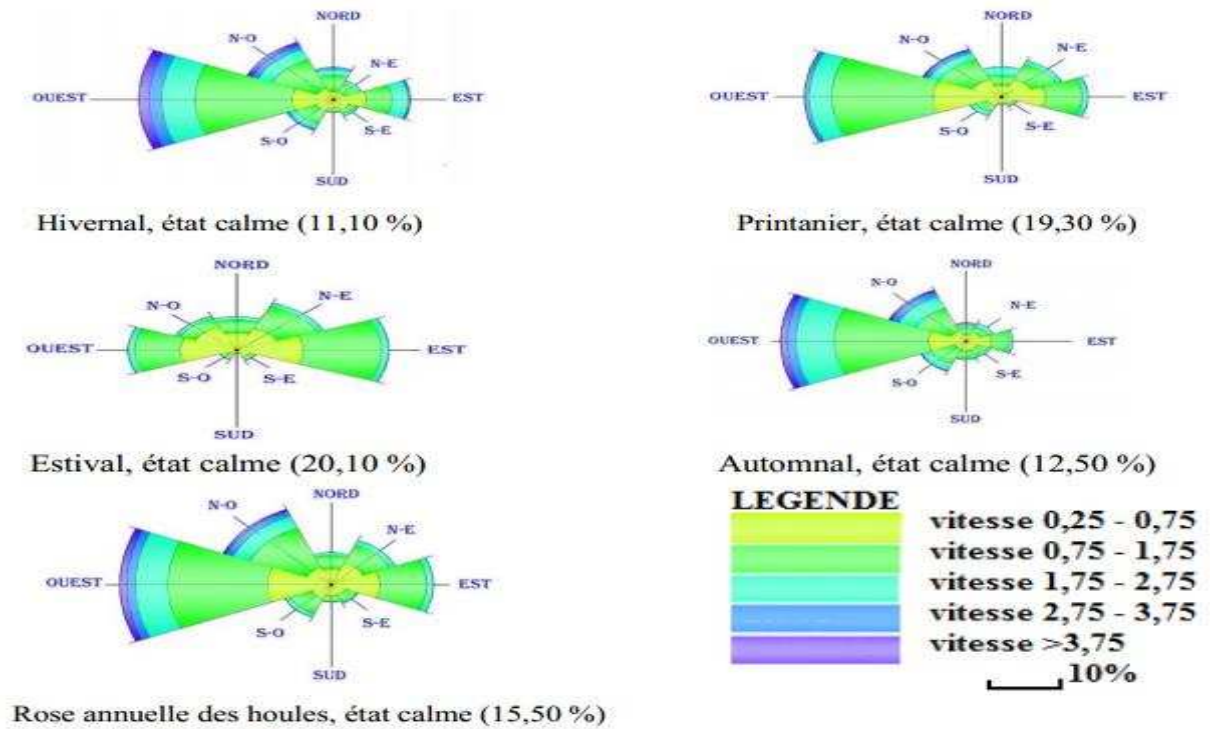 NORD
N-O
N-E
OUEST
EST
S-O
S-E
SUD
Hivernal, état calme (11,10 %)
NORD
N-O
N-E
OUEST
EST
S-O
S-E
SUD
Printanier, état calme (19,30 %)
NORD
N-O
N-E
OUEST
EST
S-O
S-E
SUD
Estival, état calme (20,10 %)
NORD
N-O
N-E
OUEST
EST
S-O
S-E
SUD
Automnal, état calme (12,50 %)
NORD
N-O
N-E
OUEST
EST
S-O
S-E
SUD
Rose annuelle des houles, état calme (15,50 %)
LEGENDE
vitesse 0,25 - 0,75
vitesse 0,75 - 1,75
vitesse 1,75 - 2,75
vitesse 2,75 - 3,75
vitesse >3,75
10%